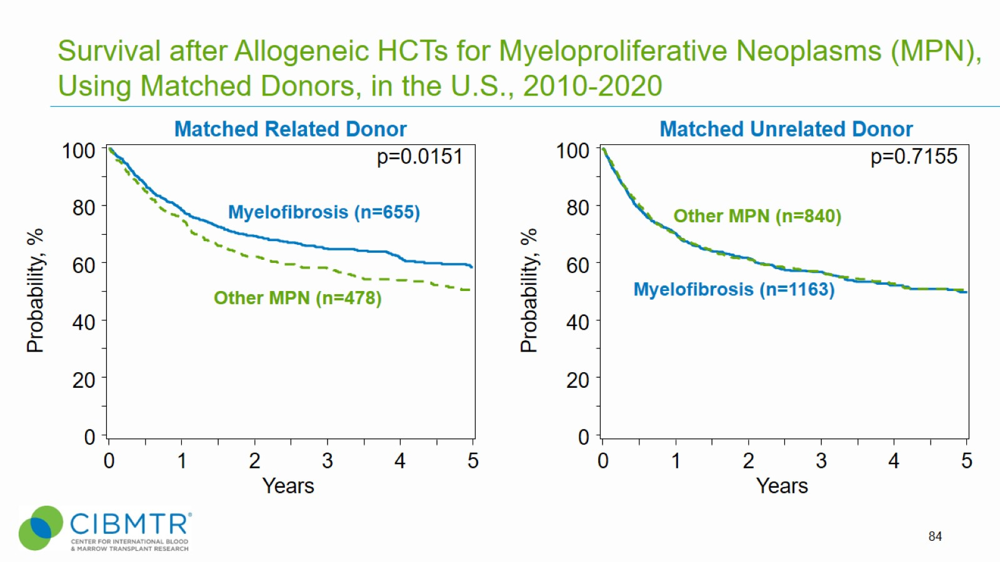 Survival after Allogeneic HCTs for Myeloproliferative Neoplasms (MPN),
Using Matched Donors, in the U.S., 2010-2020
Matched Related Donor
p=0.0151
100
80
60
40
20
0
Probability, %
Myelofibrosis (n=655)
Other MPN (n=478)
0 1 2 3 4 5
Years
Matched Unrelated Donor
p=0.7155
100
80
60
40
20
0
Probability, %
Other MPN (n=840)
Myelofibrosis (n=1163)
0 1 2 3 4 5
Years
CIBMTR®
CENTER FOR INTERNATIONAL BLOOD
& MARROW TRANSPLANT RESEARCH
84